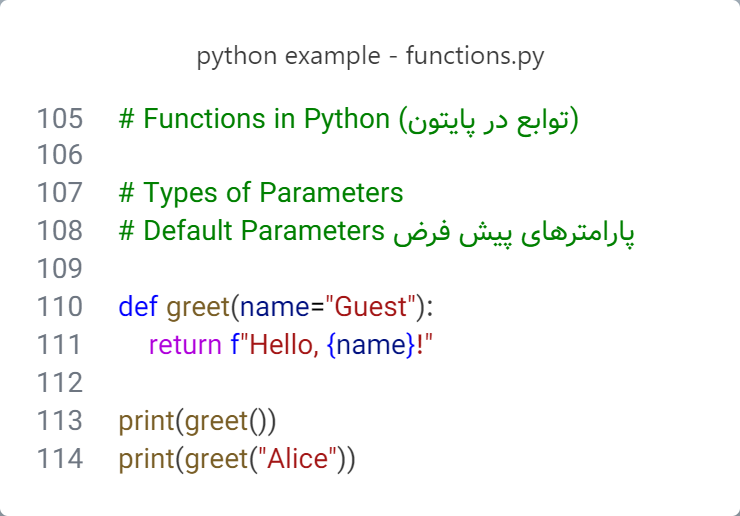 python example - functions.py
105 # Functions in Python (توابع در پایتون)
106
107 # Types of Parameters
108 # Default Parameters پارامترهای پیش فرض
109
110 def greet(name="Guest"):
111     return f"Hello, {name}!"
112
113 print(greet())
114 print(greet("Alice"))